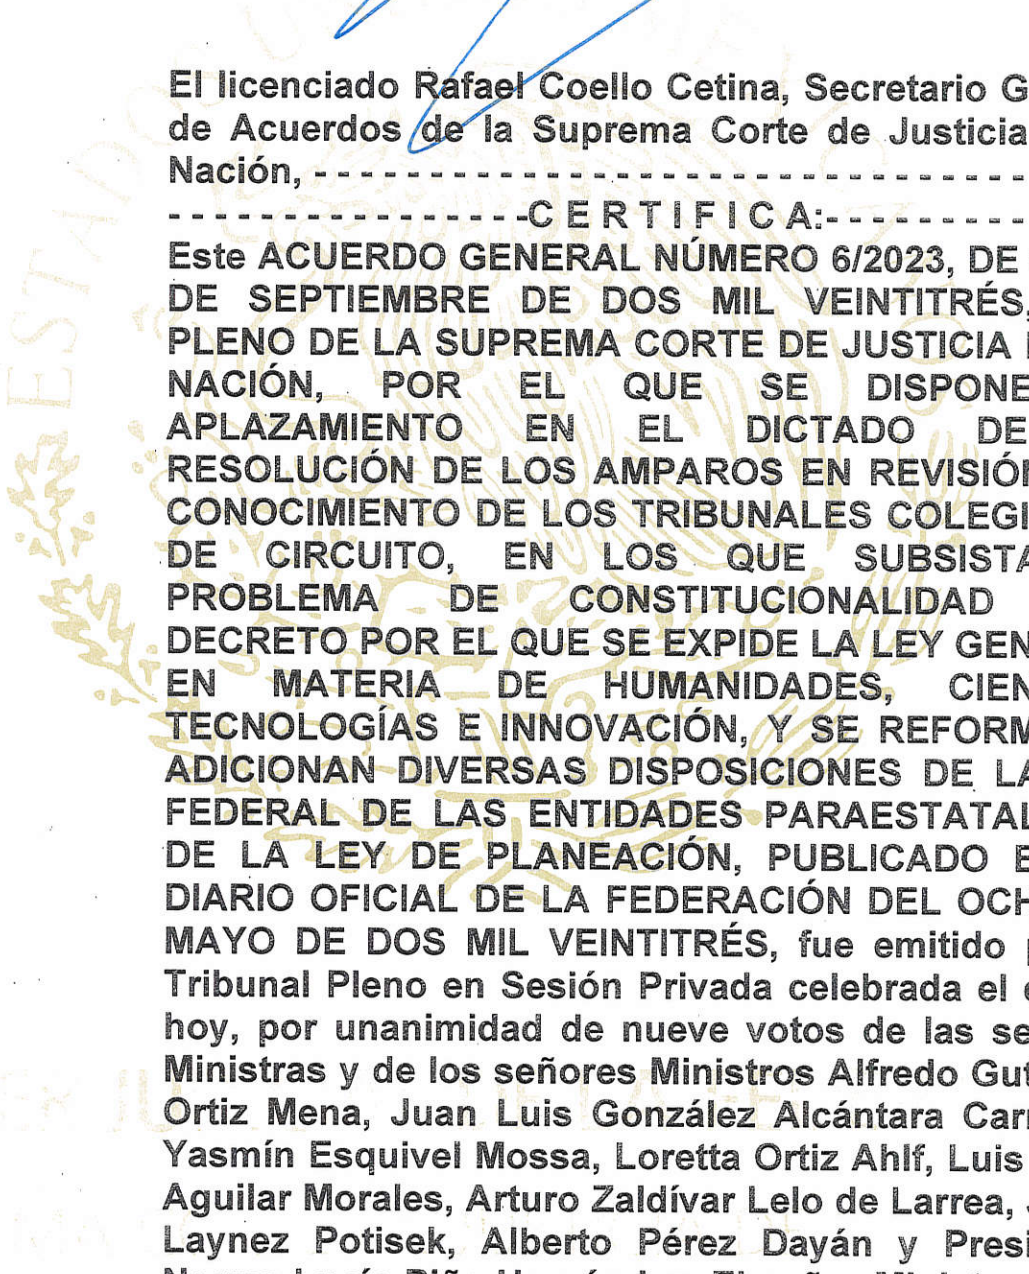 El licenciado Rafael Coello Cetina, Secretario G
de Acuerdos de la Suprema Corte de Justicia
Nación, - - - - - - - - - - - - - - - - - - - - - - - - - - - - - - - -
- - - - - - - - - - - - - - - -C E R T I F I C A:- - - - - - - - -
Este ACUERDO GENERAL NÚMERO 6/2023, DE
DE SEPTIEMBRE DE DOS MIL VEINTITRÉS,
PLENO DE LA SUPREMA CORTE DE JUSTICIA
NACIÓN, POR EL QUE SE DISPONE
APLAZAMIENTO EN EL DICTADO DE
RESOLUCIÓN DE LOS AMPAROS EN REVISIÓN
CONOCIMIENTO DE LOS TRIBUNALES COLEGI
DE CIRCUITO, EN LOS QUE SUBSISTA
PROBLEMA DE CONSTITUCIONALIDAD
DECRETO POR EL QUE SE EXPIDE LA LEY GEN
EN MATERIA DE HUMANIDADES, CIEN
TECNOLOGÍAS E INNOVACIÓN, Y SE REFORM
ADICIONAN DIVERSAS DISPOSICIONES DE LA
FEDERAL DE LAS ENTIDADES PARAESTATAL
DE LA LEY DE PLANEACIÓN, PUBLICADO E
DIARIO OFICIAL DE LA FEDERACIÓN DEL OCH
MAYO DE DOS MIL VEINTITRÉS, fue emitido
Tribunal Pleno en Sesión Privada celebrada el
hoy, por unanimidad de nueve votos de las se
Ministras y de los señores Ministros Alfredo Gut
Ortiz Mena, Juan Luis González Alcántara Car
Yasmín Esquivel Mossa, Loretta Ortiz Ahlf, Luis
Aguilar Morales, Arturo Zaldívar Lelo de Larrea,
Laynez Potisek, Alberto Pérez Dayán y Presi